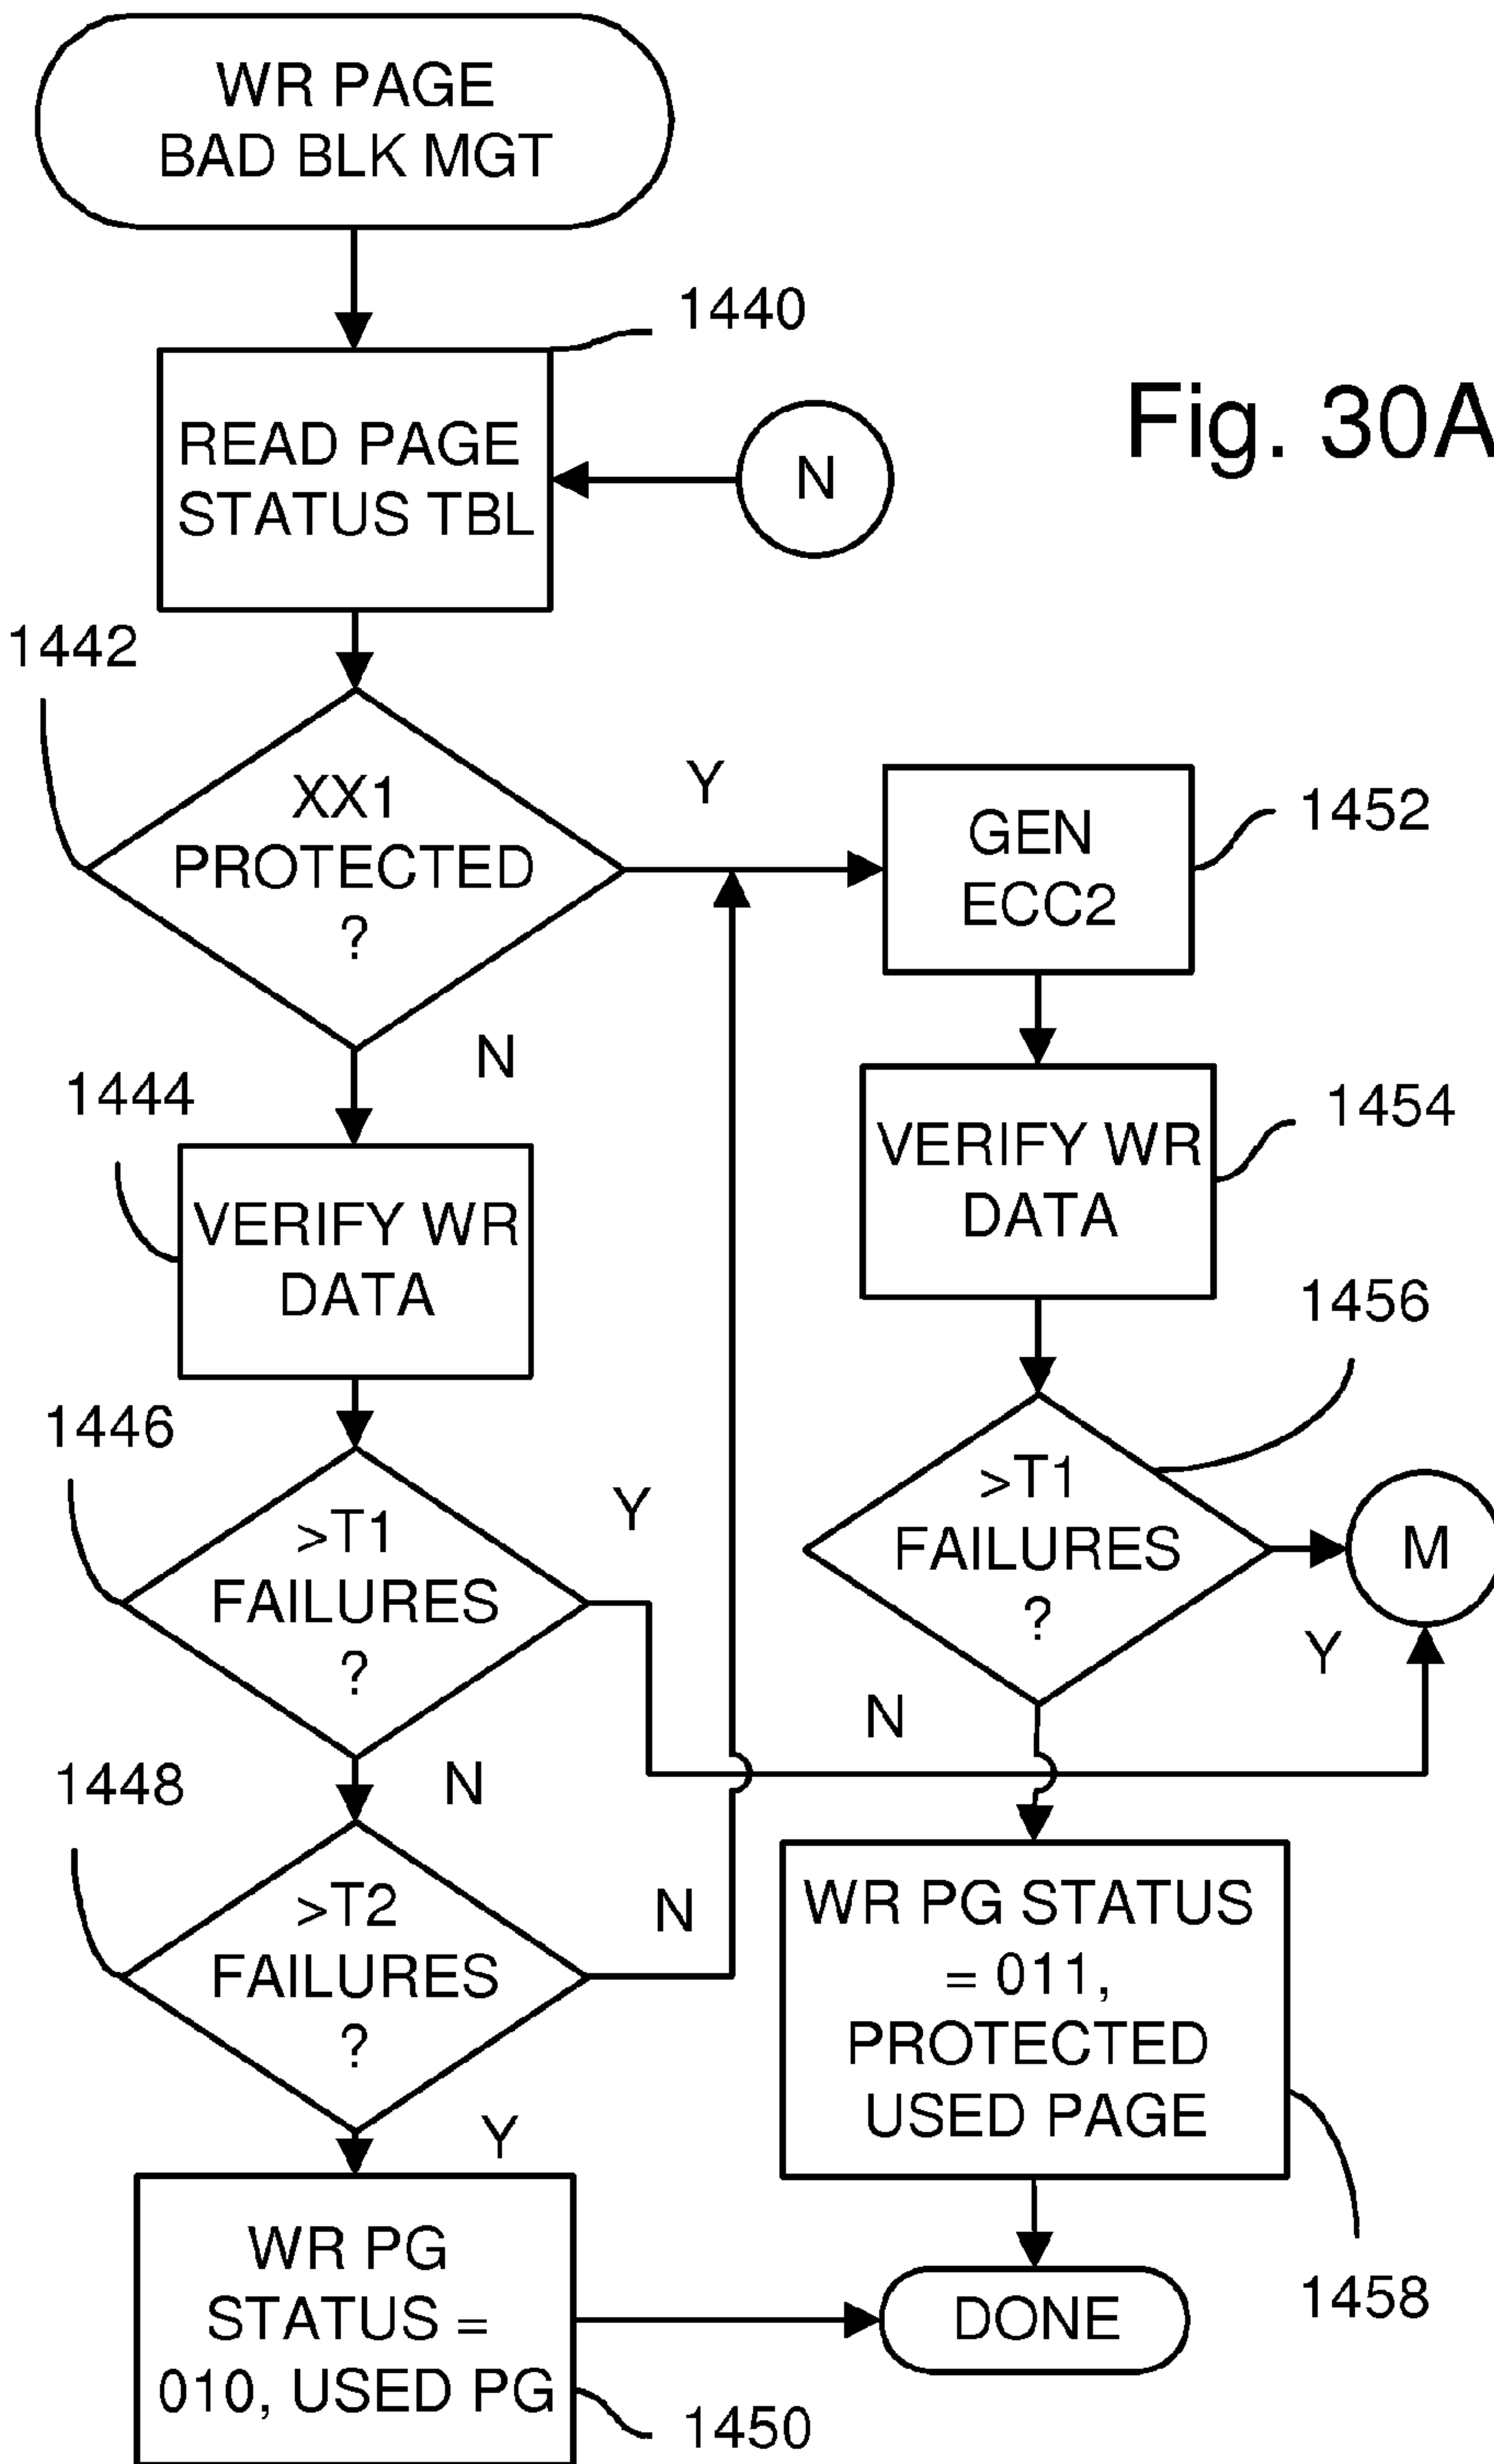 WR PAGE
BAD BLK MGT
1440
Fig. 30A
READ PAGE
STATUS TBL
N
1442
XX1
PROTECTED
?
Y
GEN
ECC2
1452
N
1444
VERIFY WR
DATA
VERIFY WR
DATA
1454
1456
1446
>T1
FAILURES
?
Y
>T1
FAILURES
?
M
Y
N
N
1448
>T2
FAILURES
?
N
WR PG STATUS
= 011,
PROTECTED
USED PAGE
Y
WR PG
STATUS =
010, USED PG
DONE
1458
1450